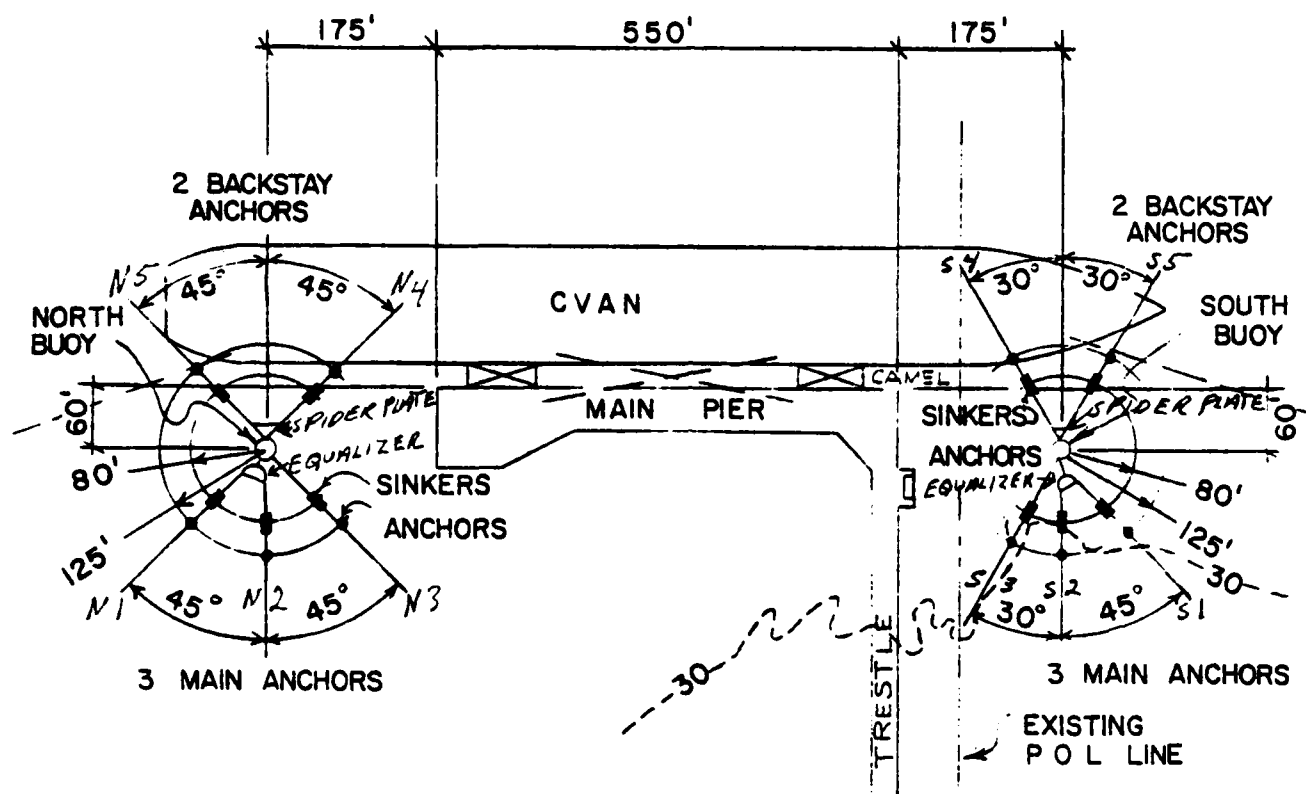 175' 550' 175'
2 BACKSTAY
ANCHORS
2 BACKSTAY
ANCHORS
N5
45°
45°
N4
S4
30°
30°
S5
CVAN
NORTH
BUOY
SOUTH
BUOY
CAMEL
60'
SPIDER PLATE
MAIN PIER
SINKERS
SPIDER PLATE
60'
EQUALIZER
ANCHORS
80'
SINKERS
EQUALIZER
80'
ANCHORS
125'
125'
N1
45°
N2
45°
N3
S3
30°
S2
45°
S1
30
3 MAIN ANCHORS
30
TRESTLE
3 MAIN ANCHORS
EXISTING
POL LINE